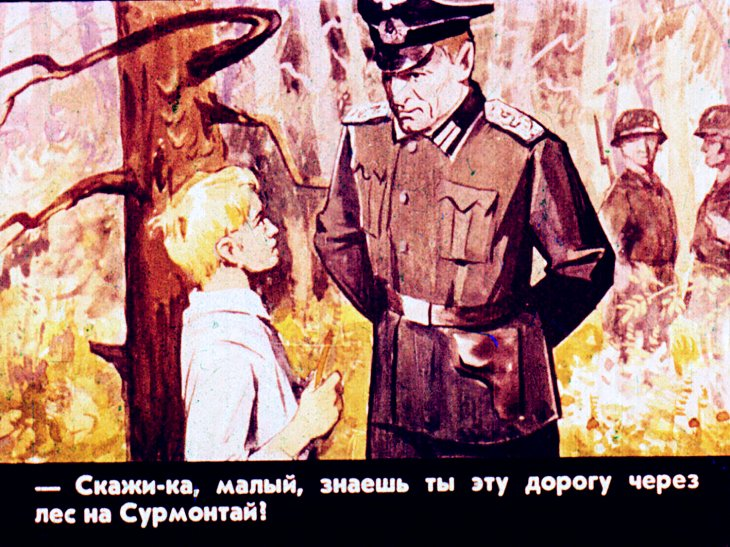 — Скажи-ка, малый, знаешь ты эту дорогу через
лес на Сурмонтай?